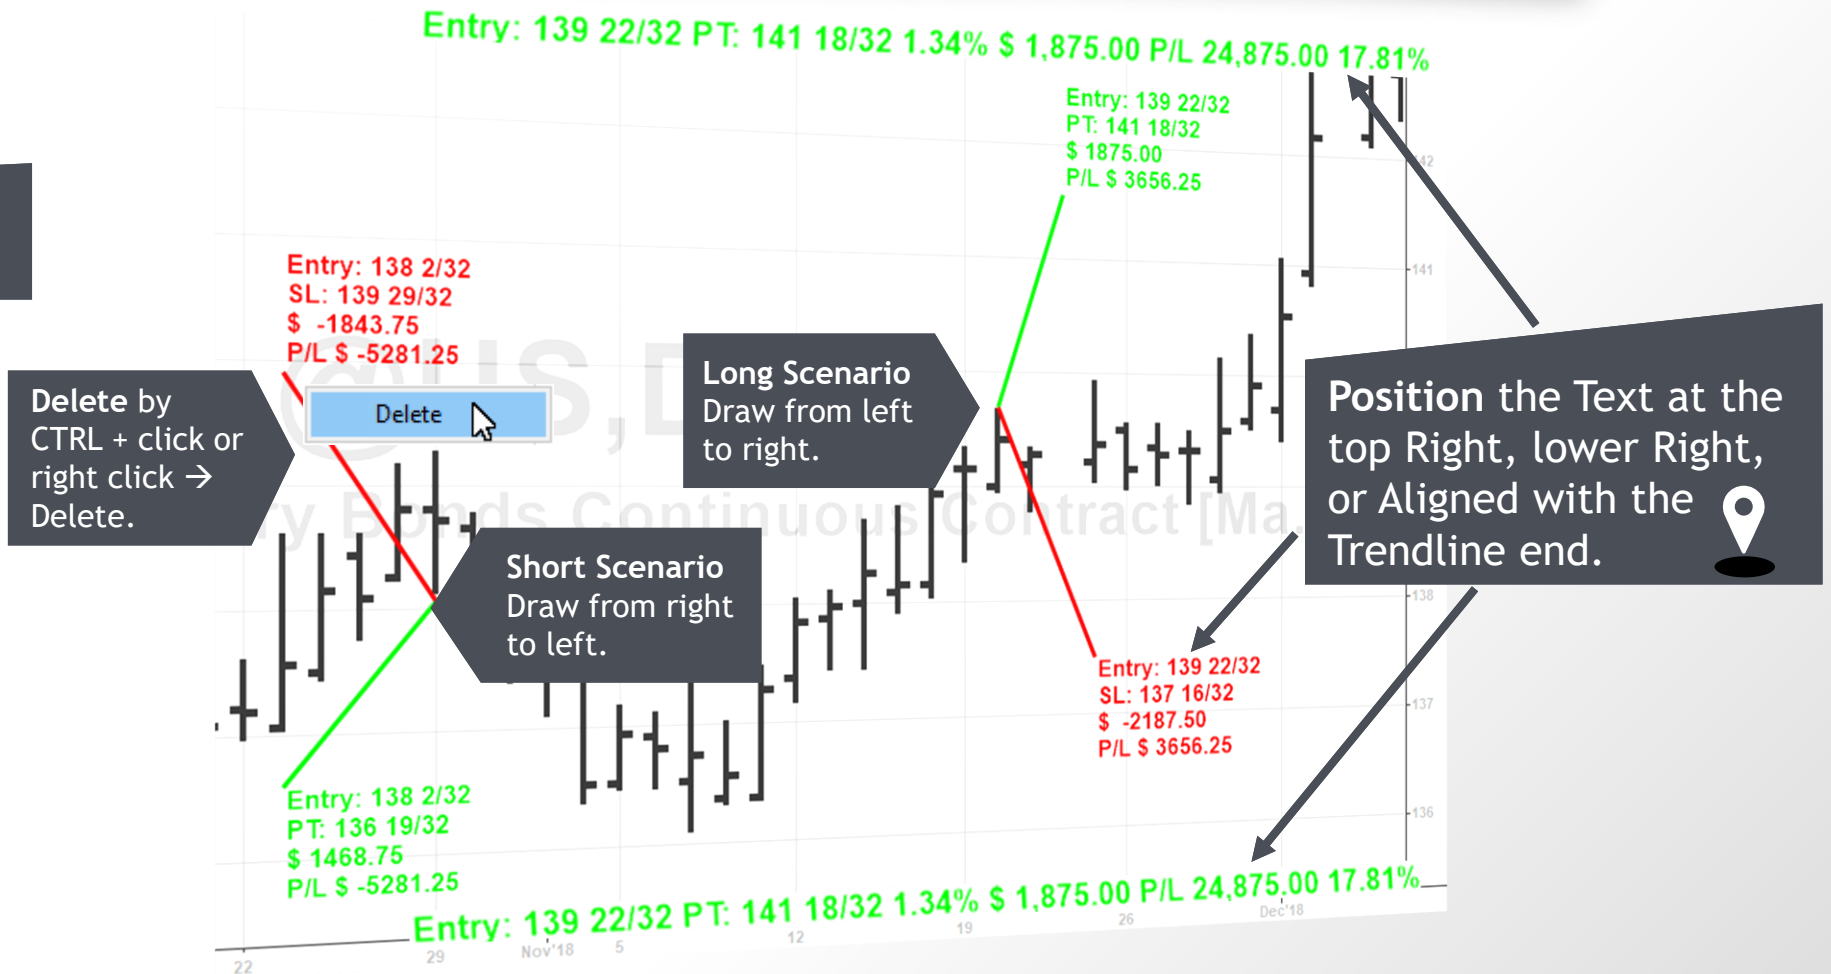 Entry: 139 22/32 PT: 141 18/32 1.34% $ 1,875.00 P/L 24,875.00 17.81%
Entry: 139 22/32
PT: 141 18/32
$ 1875.00
P/L $ 3656.25
142
141
Entry: 138 2/32
SL: 139 29/32
$ -1843.75
P/L $ -5281.25
Delete
Delete by
CTRL + click or
right click →
Delete.
Long Scenario
Draw from left
to right.
Position the Text at the
top Right, lower Right,
or Aligned with the
Trendline end.
@US,D
ry Bonds Continuous Contract [Ma.
Short Scenario
Draw from right
to left.
138
137
136
Entry: 139 22/32
SL: 137 16/32
$ -2187.50
P/L $ 3656.25
Entry: 138 2/32
PT: 136 19/32
$ 1468.75
P/L $ -5281.25
Entry: 139 22/32 PT: 141 18/32 1.34% $ 1,875.00 P/L 24,875.00 17.81%
22
29
Nov'18
5
12
19
26
Dec'18